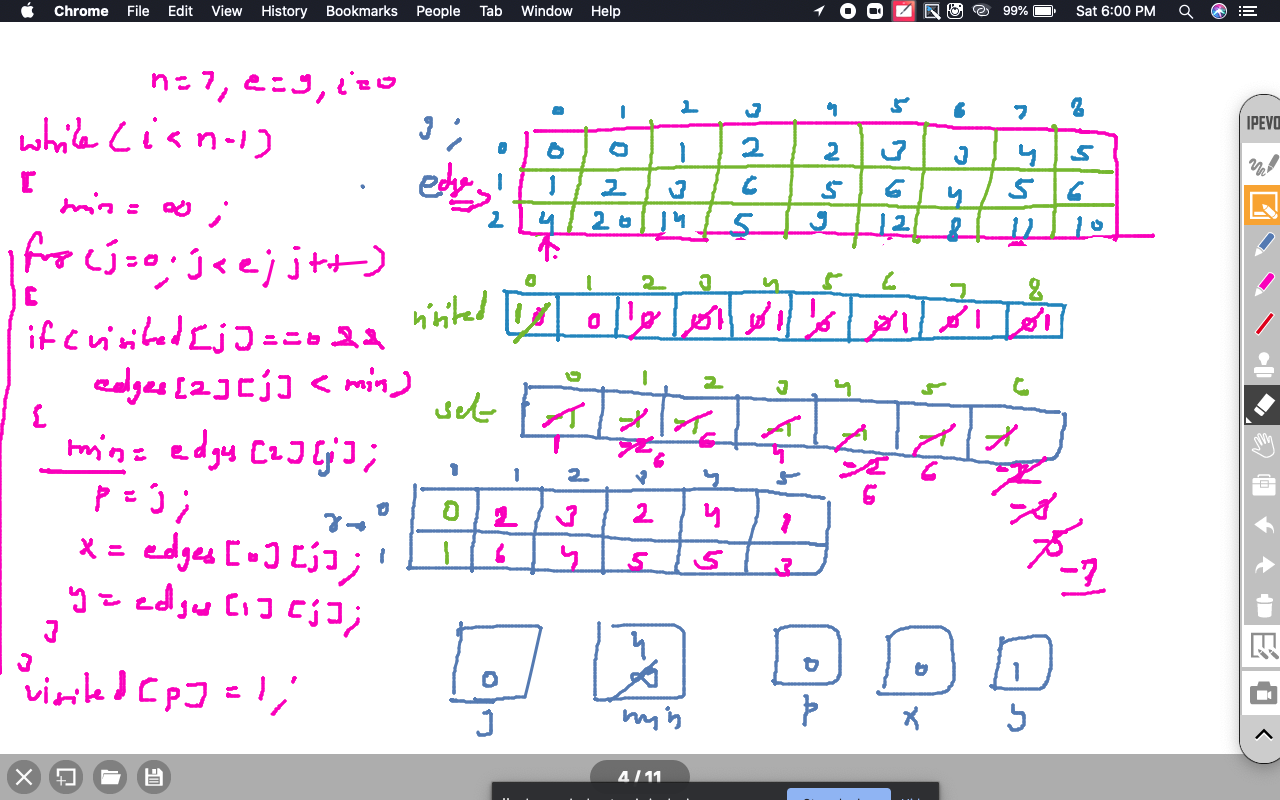 Chrome File Edit View History Bookmarks People Tab Window Help 99% Sat 6:00 PM
n=7, e=9, i=0
while (i < n-1)
[
min = ∞ ;
for (j=0; j<e; j++)
[
if (visited[j]==0 &&
edges[2][j] < min)
{
min = edges[2][j];
p = j;
x = edges[0][j];
y = edges[1][j];
}
}
visited[p] = 1;
0 1 2 3 4 5 6 7 8
0 0 0 1 2 2 3 3 4 5
edge 1 1 2 3 6 5 6 4 5 6
2 4 20 14 5 9 12 8 11 10
0 1 2 3 4 5 6 7 8
visited 1 0 0 1 0 0 1 0 1 1 0 0 1 0 1 0 1
0 1 2 3 4 5 6
set -1 -1 -1 -1 -1 -1 -1
1 -2 6 4 -2 6 -2
6 6 -3
-5
-7
0 1 2 3 4 5
r→ 0 0 2 3 2 4 1
1 1 6 4 5 5 3
0 4 ∞ 0 0 1
j min p x y
IPEVO
4 / 11